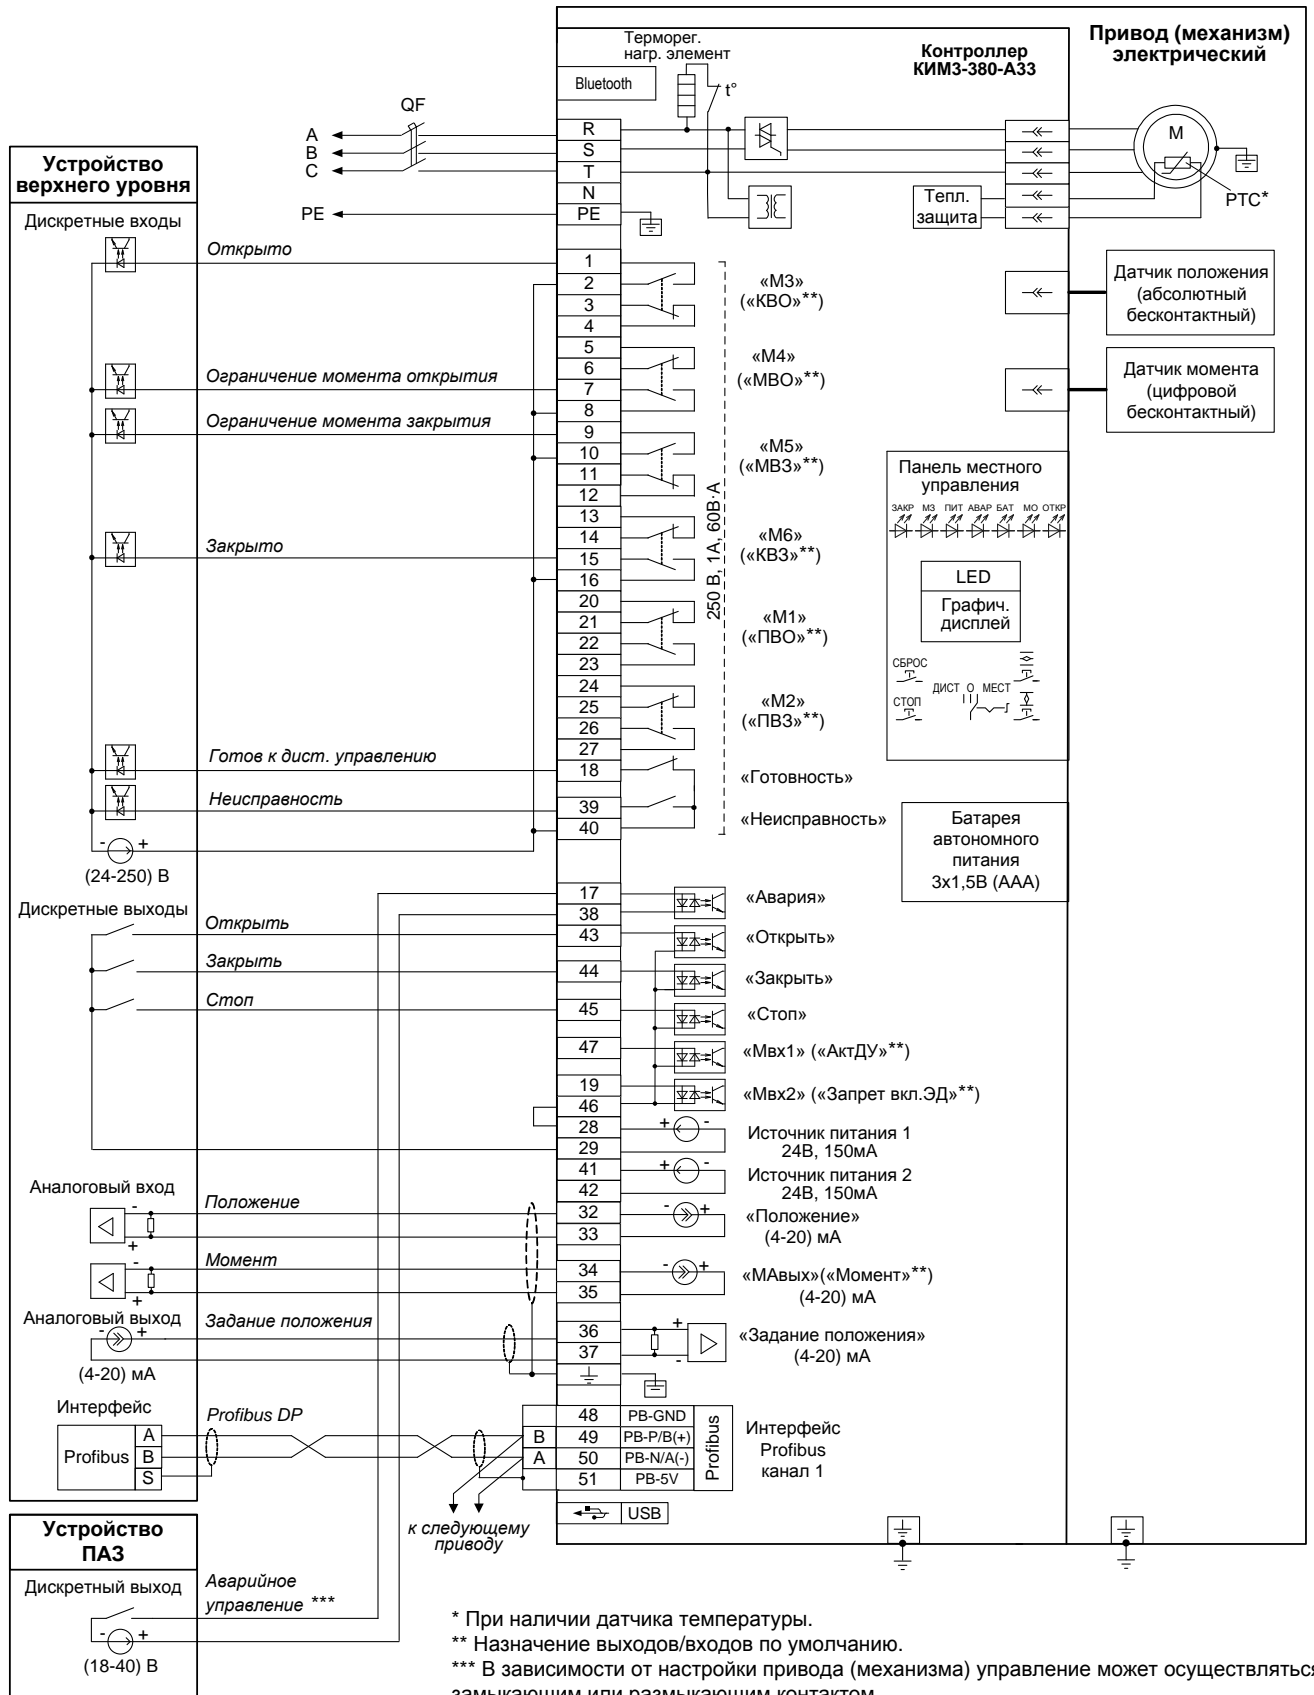 Привод (механизм)
электрический
Контроллер
КИМ3-380-А33
Терморег.
нагр. элемент
Bluetooth
t°
QF
A
B
C
PE
R
S
T
N
PE
Тепл.
защита
M
PTC*
Устройство
верхнего уровня
Дискретные входы
Открыто
Ограничение момента открытия
Ограничение момента закрытия
Закрыто
Готов к дист. управлению
Неисправность
- +
(24-250) В
1
2
3
4
5
6
7
8
9
10
11
12
13
14
15
16
20
21
22
23
24
25
26
27
18
39
40
«М3»
(«КВО»**)
«М4»
(«МВО»**)
«М5»
(«МВЗ»**)
«М6»
(«КВЗ»**)
«М1»
(«ПВО»**)
«М2»
(«ПВЗ»**)
«Готовность»
«Неисправность»
250 В, 1А, 60В·А
Датчик положения
(абсолютный
бесконтактный)
Датчик момента
(цифровой
бесконтактный)
Панель местного
управления
ЗАКР МЗ ПИТ АВАР БАТ МО ОТКР
LED
Графич.
дисплей
СБРОС
СТОП
ДИСТ О МЕСТ
Батарея
автономного
питания
3х1,5В (ААА)
Дискретные выходы
Открыть
Закрыть
Стоп
17
38
43
44
45
47
19
46
28
29
41
42
32
33
34
35
36
37
«Авария»
«Открыть»
«Закрыть»
«Стоп»
«Мвх1» («АктДУ»**)
«Мвх2» («Запрет вкл.ЭД»**)
+ -
Источник питания 1
24В, 150мА
+ -
Источник питания 2
24В, 150мА
- +
«Положение»
(4-20) мА
- +
«МАвых»(«Момент»**)
(4-20) мА
+
-
«Задание положения»
(4-20) мА
Аналоговый вход
-
+
Положение
-
+
Момент
Аналоговый выход
- +
Задание положения
(4-20) мА
Интерфейс
Profibus
A
B
S
Profibus DP
B
A
48 PB-GND
49 PB-P/B(+)
50 PB-N/A(-)
51 PB-5V
Profibus
Интерфейс
Profibus
канал 1
USB
к следующему
приводу
Устройство
ПАЗ
Дискретный выход
- +
(18-40) В
Аварийное
управление ***
* При наличии датчика температуры.
** Назначение выходов/входов по умолчанию.
*** В зависимости от настройки привода (механизма) управление может осуществляться
замыкающим или размыкающим контактом